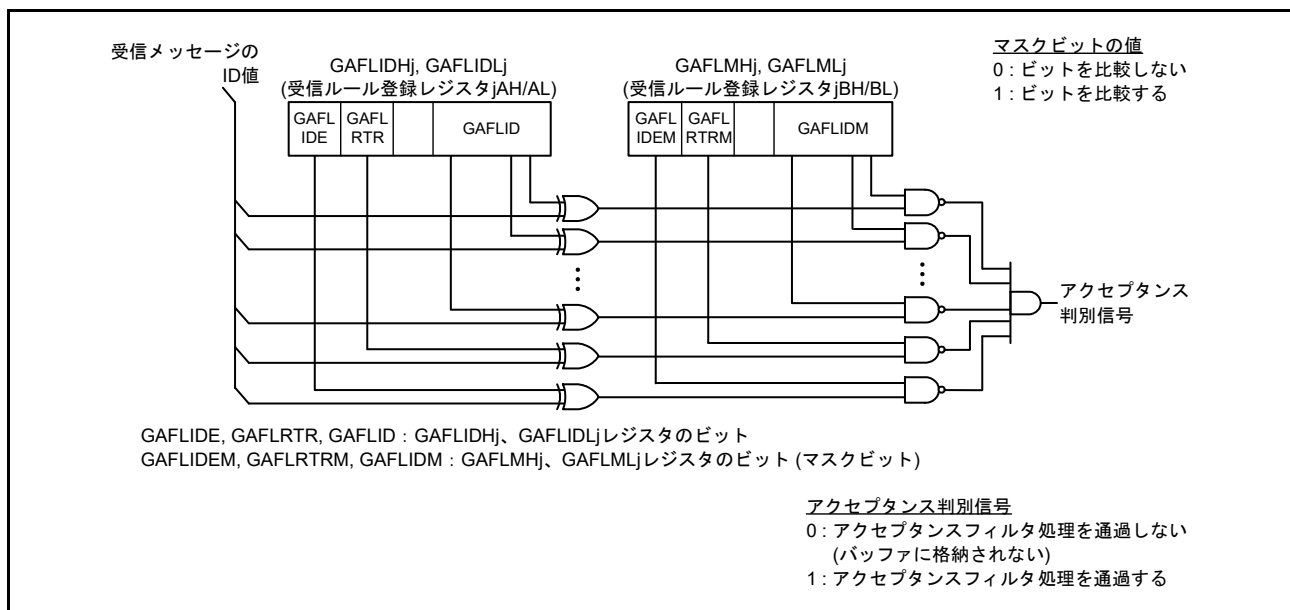 受信メッセージの
ID値
GAFLIDHj, GAFLIDLj
(受信ルール登録レジスタjAH/AL)
GAFL
IDE
GAFL
RTR
GAFLID
GAFLMHj, GAFLMLj
(受信ルール登録レジスタjBH/BL)
GAFL
IDEM
GAFL
RTRM
GAFLIDM
マスクビットの値
0 : ビットを比較しない
1 : ビットを比較する
アクセプタンス
判別信号
GAFLIDE, GAFLRTR, GAFLID : GAFLIDHj、GAFLIDLjレジスタのビット
GAFLIDEM, GAFLRTRM, GAFLIDM : GAFLMHj、GAFLMLjレジスタのビット (マスクビット)
アクセプタンス判別信号
0 : アクセプタンスフィルタ処理を通過しない
(バッファに格納されない)
1 : アクセプタンスフィルタ処理を通過する